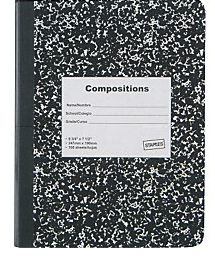 Compositions
Name/Nombre
School/Colegio
Grade/Curso
• 9 3/4" x 7 1/2"
• 247mm x 190mm
• 100 sheets/hojas
STAPLES